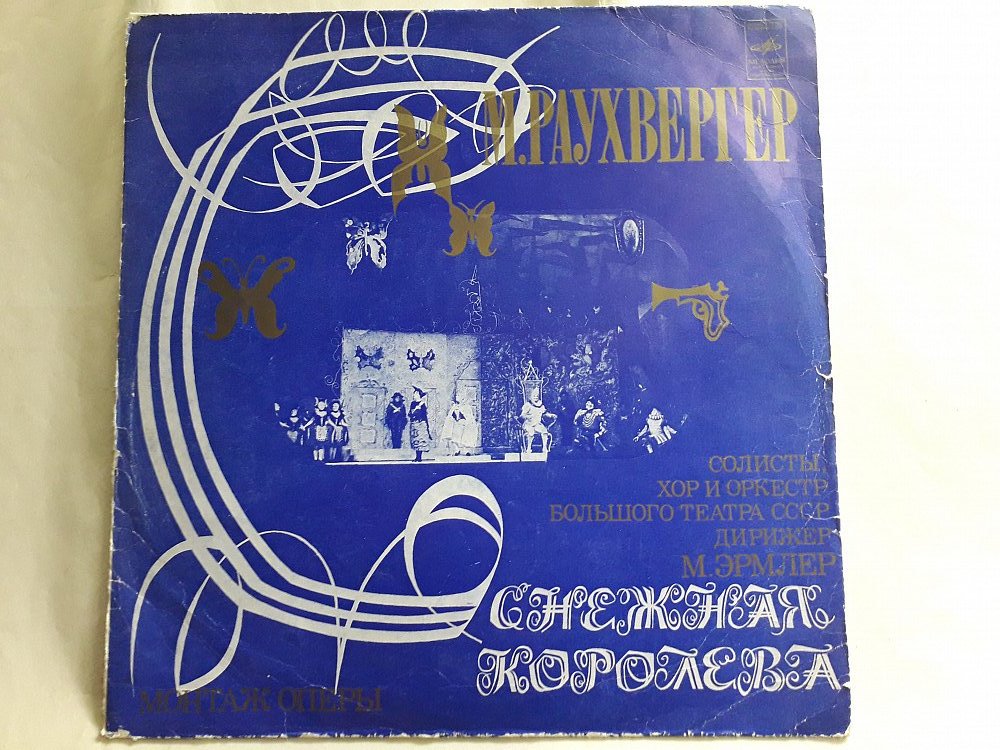 М. РАУХВЕРГЕР
СОЛИСТЫ,
ХОР И ОРКЕСТР
БОЛЬШОГО ТЕАТРА СССР
ДИРИЖЕР
М. ЭРМЛЕР
СНЕЖНАЯ
КОРОЛЕВА
МОНТАЖ ОПЕРЫ